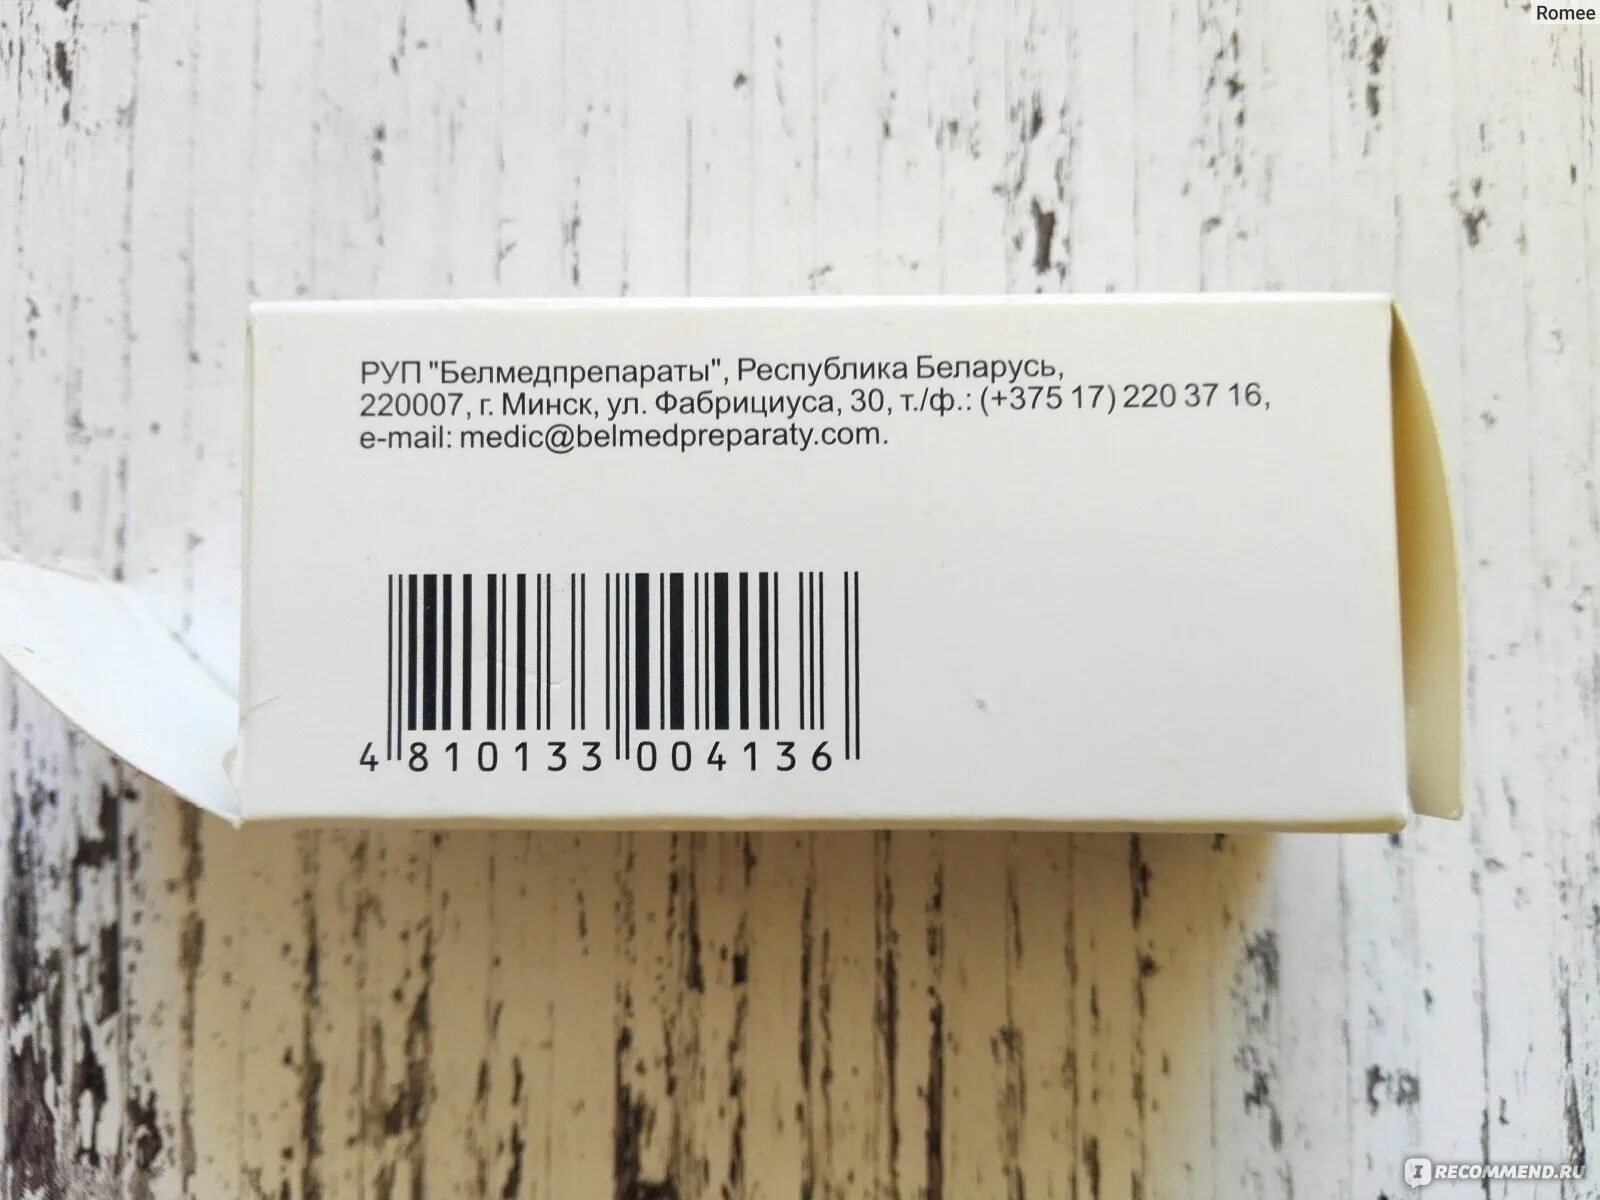 Romee
РУП "Белмедпрепараты", Республика Беларусь,
220007, г. Минск, ул. Фабрициуса, 30, т./ф.: (+375 17) 220 37 16,
e-mail: medic@belmedpreparaty.com.
4 810133 004136
I RECOMMEND.RU